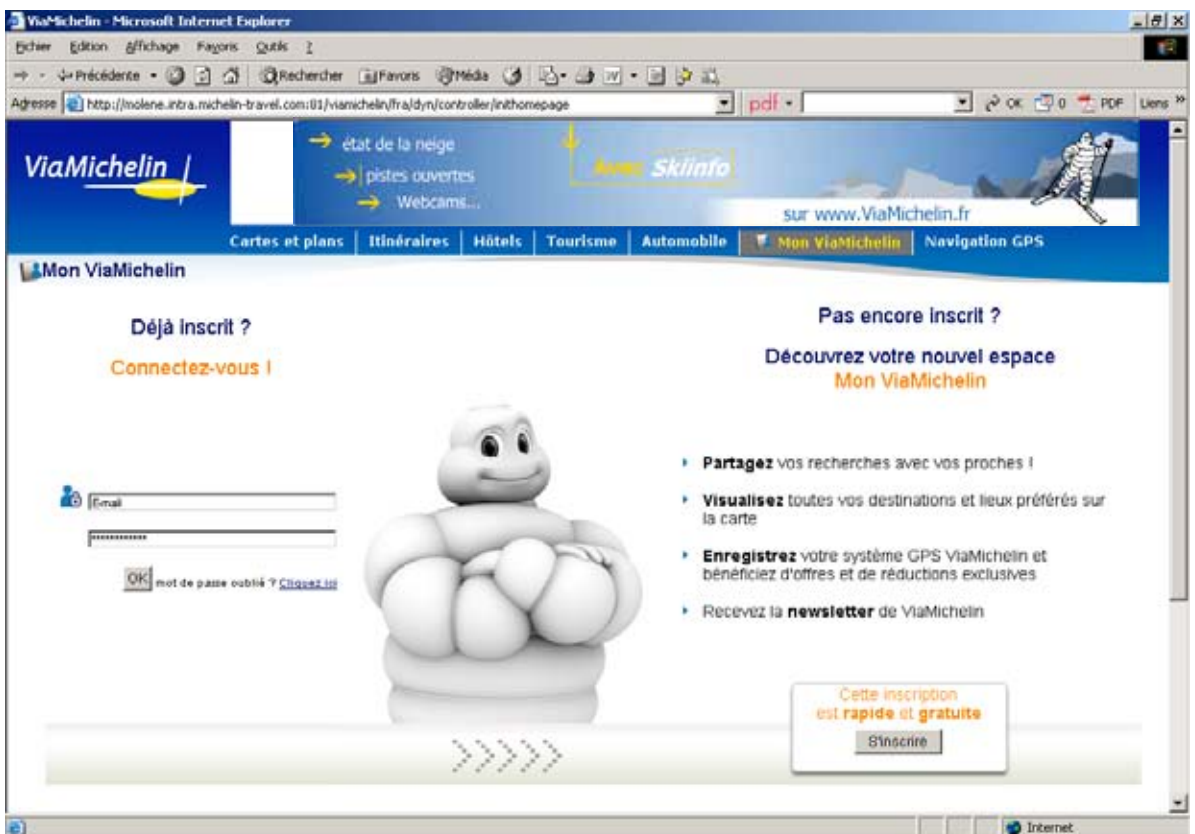 ViaMichelin - Microsoft Internet Explorer
Fichier Edition Affichage Favoris Outils ?
Précédente Rechercher Favoris Média
Adresse http://molene.intra.michelin-travel.com:81/viamichelin/fra/dyn/controller/inithomepage pdf OK 0 PDF Liens »
ViaMichelin
état de la neige
pistes ouvertes
Webcams...
Avec Skiinfo
sur www.ViaMichelin.fr
Cartes et plans Itinéraires Hôtels Tourisme Automobile Mon ViaMichelin Navigation GPS
Mon ViaMichelin
Déjà inscrit ?
Connectez-vous !
E-mail
************
OK mot de passe oublié ? Cliquez ici
Pas encore inscrit ?
Découvrez votre nouvel espace
Mon ViaMichelin
Partagez vos recherches avec vos proches !
Visualisez toutes vos destinations et lieux préférés sur
la carte
Enregistrez votre système GPS ViaMichelin et
bénéficiez d'offres et de réductions exclusives
Recevez la newsletter de ViaMichelin
Cette inscription
est rapide et gratuite
S'inscrire
Internet